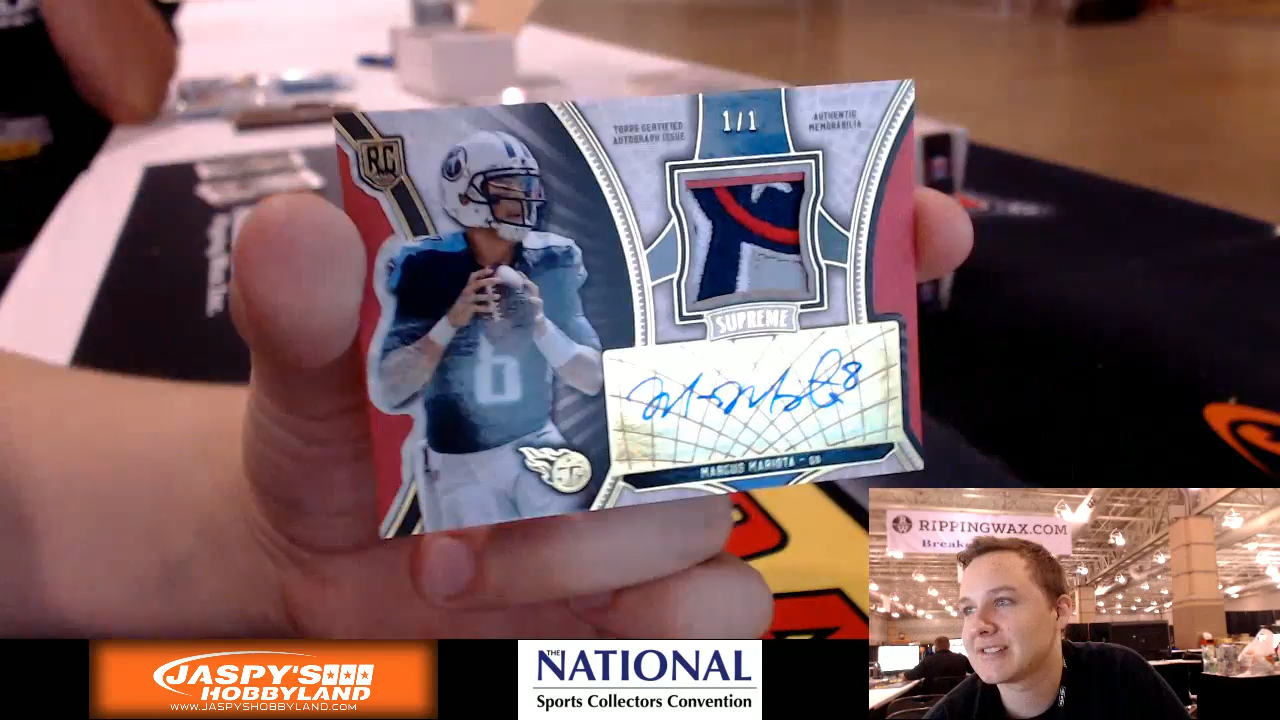 RC
TOPPS CERTIFIED
AUTOGRAPH ISSUE
1/1
AUTHENTIC
MEMORABILIA
6
SUPREME
MARCUS MARIOTA - QB
RIPPINGWAX.COM
JASPY'S
HOBBYLAND
WWW.JASPYSHOBBYLAND.COM
THE
NATIONAL
Sports Collectors Convention